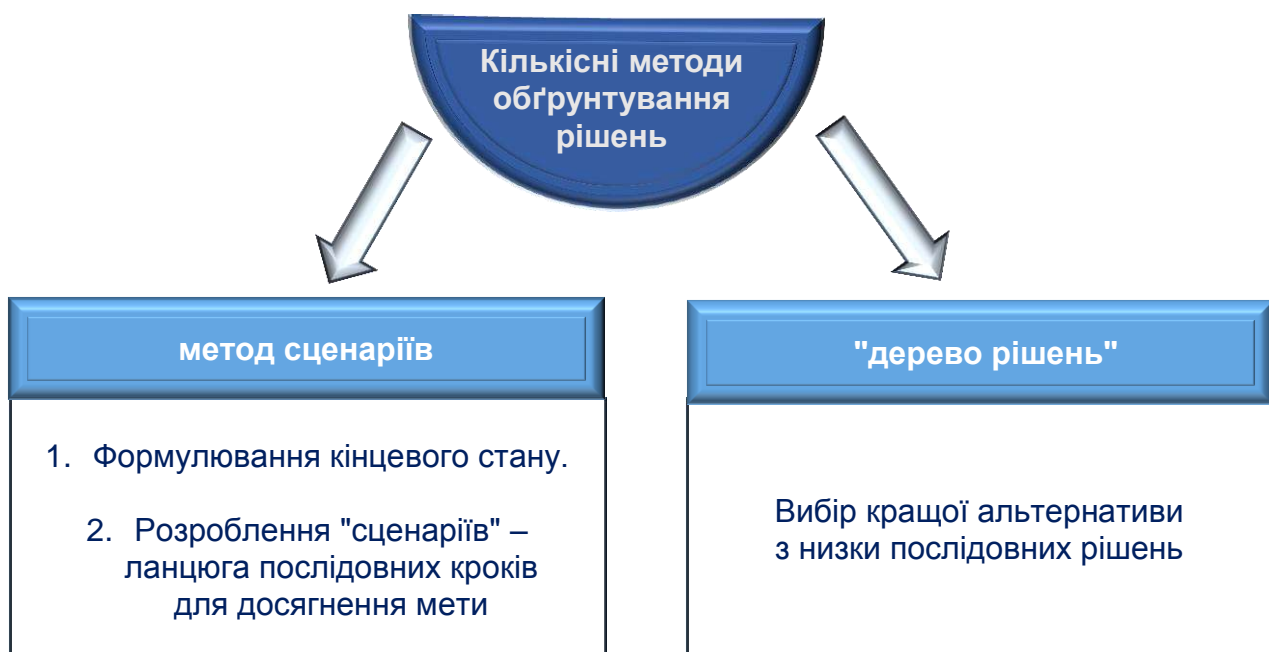 Кількісні методи
обґрунтування
рішень
метод сценаріїв
1. Формулювання кінцевого стану.
2. Розроблення "сценаріїв" –
ланцюга послідовних кроків
для досягнення мети
"дерево рішень"
Вибір кращої альтернативи
з низки послідовних рішень